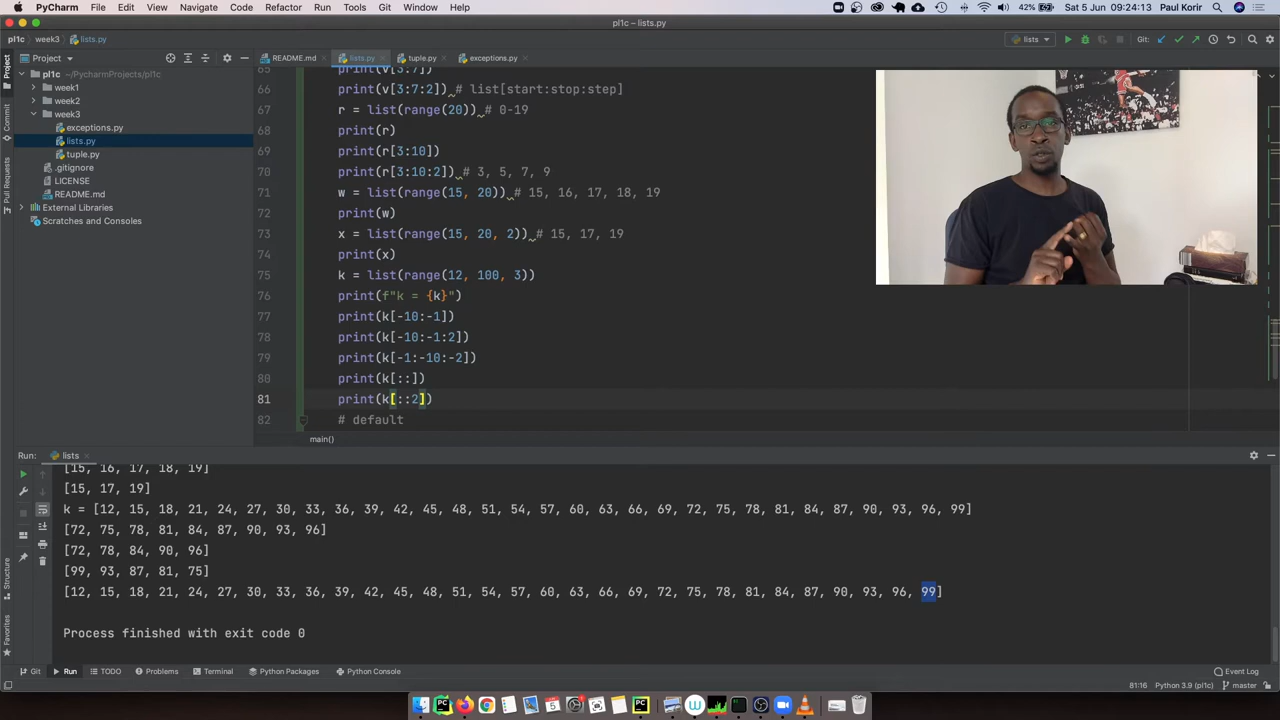 PyCharm File Edit View Navigate Code Refactor Run Tools Git Window Help
42% Sat 5 Jun 09:24:13 Paul Korir
pl1c – lists.py
pl1c week3 lists.py
lists Git:
Project
README.md lists.py tuple.py exceptions.py
pl1c ~/PycharmProjects/pl1c
week1
week2
week3
exceptions.py
lists.py
tuple.py
.gitignore
LICENSE
README.md
External Libraries
Scratches and Consoles
Project
Commit
Pull Requests
Structure
Favorites
65 print(v[3:7])
66 print(v[3:7:2]) # list[start:stop:step]
67 r = list(range(20)) # 0-19
68 print(r)
69 print(r[3:10])
70 print(r[3:10:2]) # 3, 5, 7, 9
71 w = list(range(15, 20)) # 15, 16, 17, 18, 19
72 print(w)
73 x = list(range(15, 20, 2)) # 15, 17, 19
74 print(x)
75 k = list(range(12, 100, 3))
76 print(f"k = {k}")
77 print(k[-10:-1])
78 print(k[-10:-1:2])
79 print(k[-1:-10:-2])
80 print(k[::])
81 print(k[::2])
82 # default
main()
Run: lists
[15, 16, 17, 18, 19]
[15, 17, 19]
k = [12, 15, 18, 21, 24, 27, 30, 33, 36, 39, 42, 45, 48, 51, 54, 57, 60, 63, 66, 69, 72, 75, 78, 81, 84, 87, 90, 93, 96, 99]
[72, 75, 78, 81, 84, 87, 90, 93, 96]
[72, 78, 84, 90, 96]
[99, 93, 87, 81, 75]
[12, 15, 18, 21, 24, 27, 30, 33, 36, 39, 42, 45, 48, 51, 54, 57, 60, 63, 66, 69, 72, 75, 78, 81, 84, 87, 90, 93, 96, 99]
Process finished with exit code 0
Git Run TODO Problems Terminal Python Packages Python Console Event Log
81:16 Python 3.9 (pl1c) master